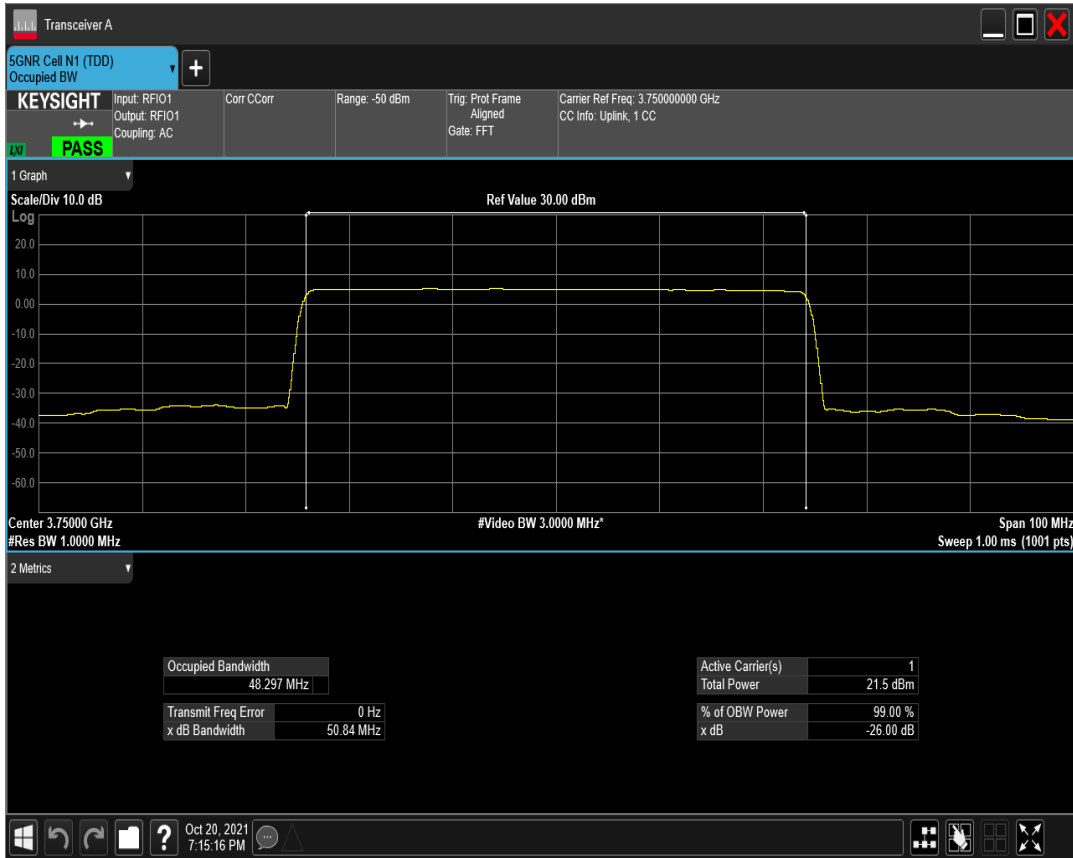 Transceiver A
5GNR Cell N1 (TDD)
Occupied BW
+
KEYSIGHT
LXI
PASS
Input: RFIO1
Output: RFIO1
Coupling: AC
Corr CCorr
Range: -50 dBm
Trig: Prot Frame
Aligned
Gate: FFT
Carrier Ref Freq: 3.750000000 GHz
CC Info: Uplink, 1 CC
1 Graph
Scale/Div 10.0 dB
Ref Value 30.00 dBm
Log
20.0
10.0
0.00
-10.0
-20.0
-30.0
-40.0
-50.0
-60.0
Center 3.75000 GHz
#Video BW 3.0000 MHz*
Span 100 MHz
#Res BW 1.0000 MHz
Sweep 1.00 ms (1001 pts)
2 Metrics
Occupied Bandwidth
48.297 MHz
Transmit Freq Error 0 Hz
x dB Bandwidth 50.84 MHz
Active Carrier(s) 1
Total Power 21.5 dBm
% of OBW Power 99.00 %
x dB -26.00 dB
?
Oct 20, 2021
7:15:16 PM